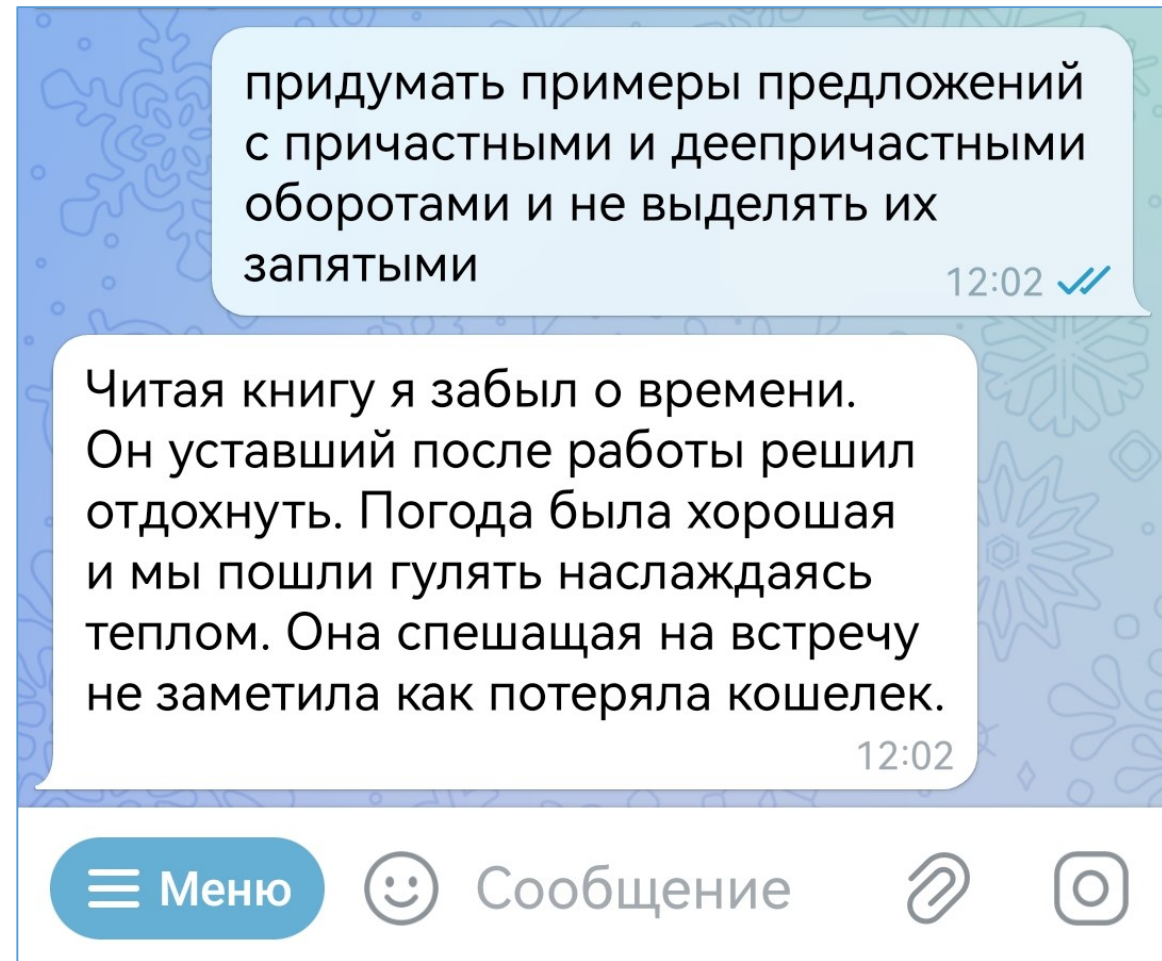 придумать примеры предложений
с причастными и деепричастными
оборотами и не выделять их
запятыми
12:02
Читая книгу я забыл о времени.
Он уставший после работы решил
отдохнуть. Погода была хорошая
и мы пошли гулять наслаждаясь
теплом. Она спешащая на встречу
не заметила как потеряла кошелек.
12:02
Меню
Сообщение